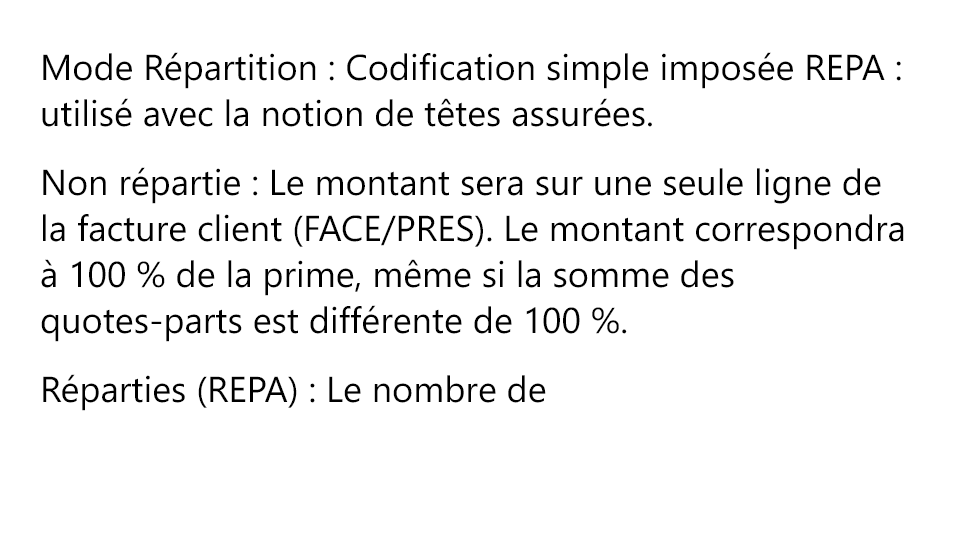 Mode Répartition : Codification simple imposée REPA :
utilisé avec la notion de têtes assurées.
Non répartie : Le montant sera sur une seule ligne de
la facture client (FACE/PRES). Le montant correspondra
à 100 % de la prime, même si la somme des
quotes-parts est différente de 100 %.
Réparties (REPA) : Le nombre de